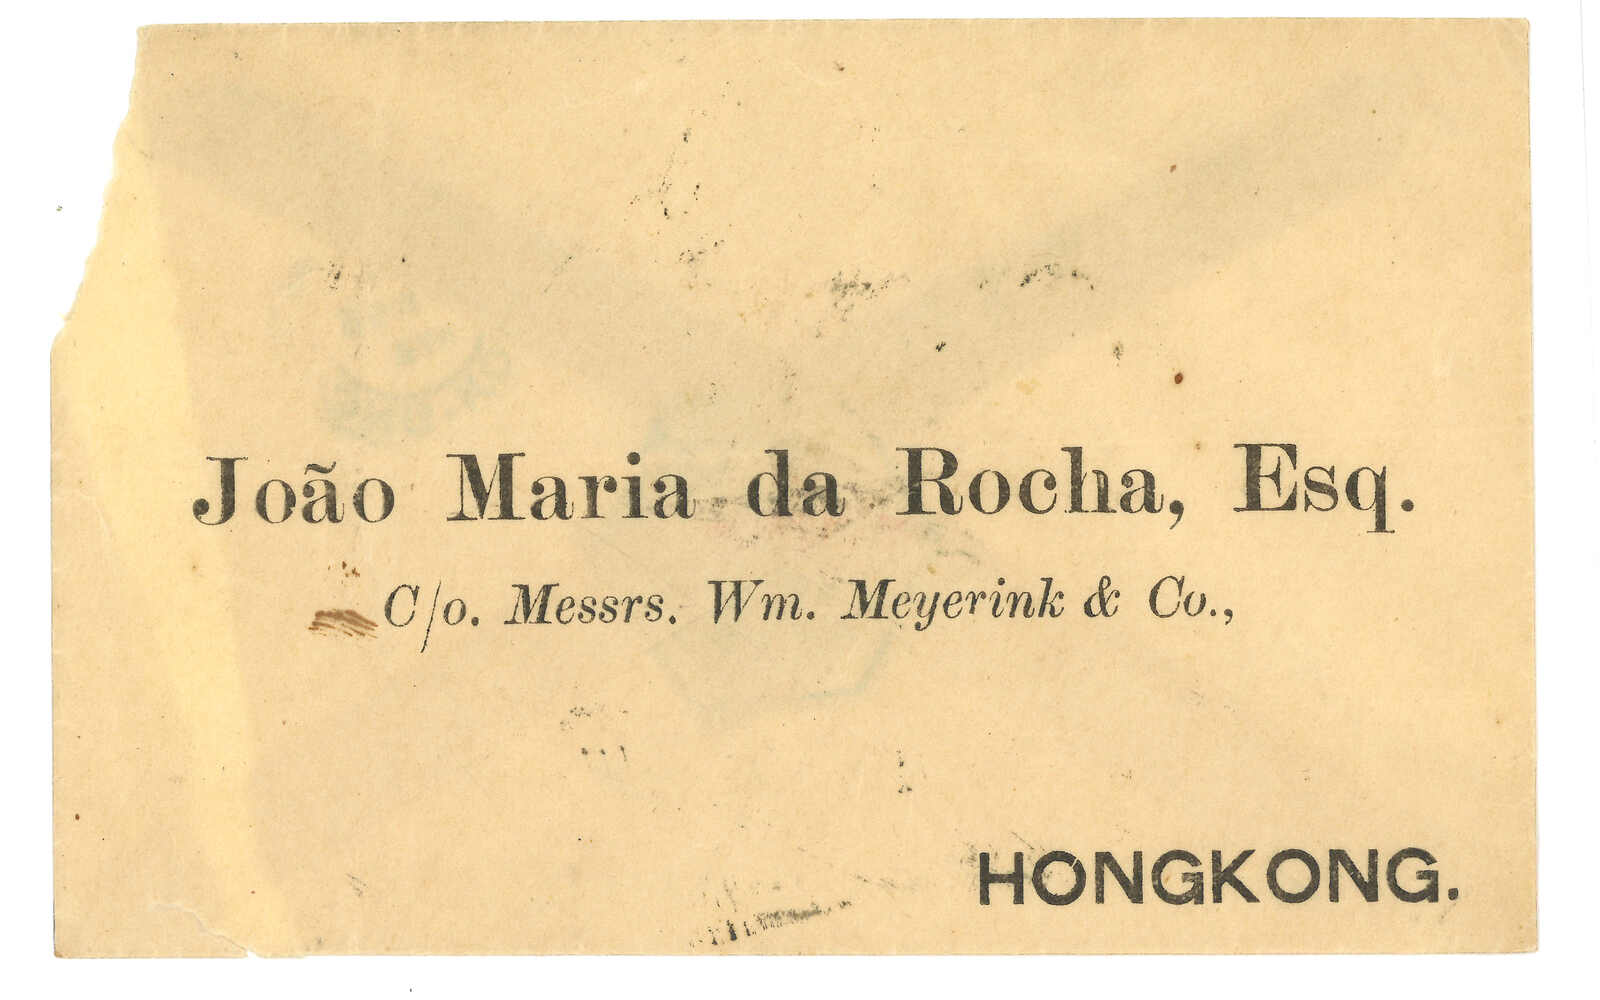 João Maria da Rocha, Esq.
C/o. Messrs. Wm. Meyerink & Co.,
HONGKONG.